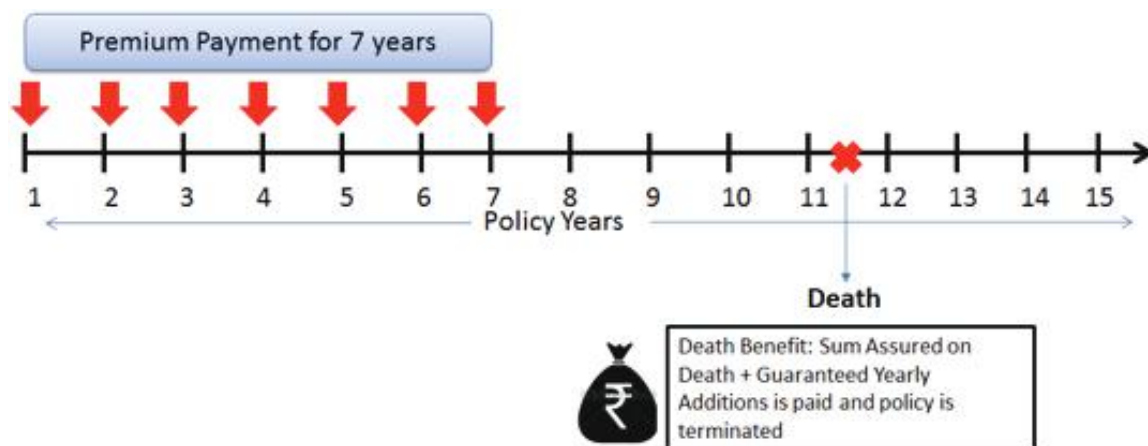 Premium Payment for 7 years
1 2 3 4 5 6 7 8 9 10 11 12 13 14 15
Policy Years
Death
Death Benefit: Sum Assured on
Death + Guaranteed Yearly
Additions is paid and policy is
terminated
₹